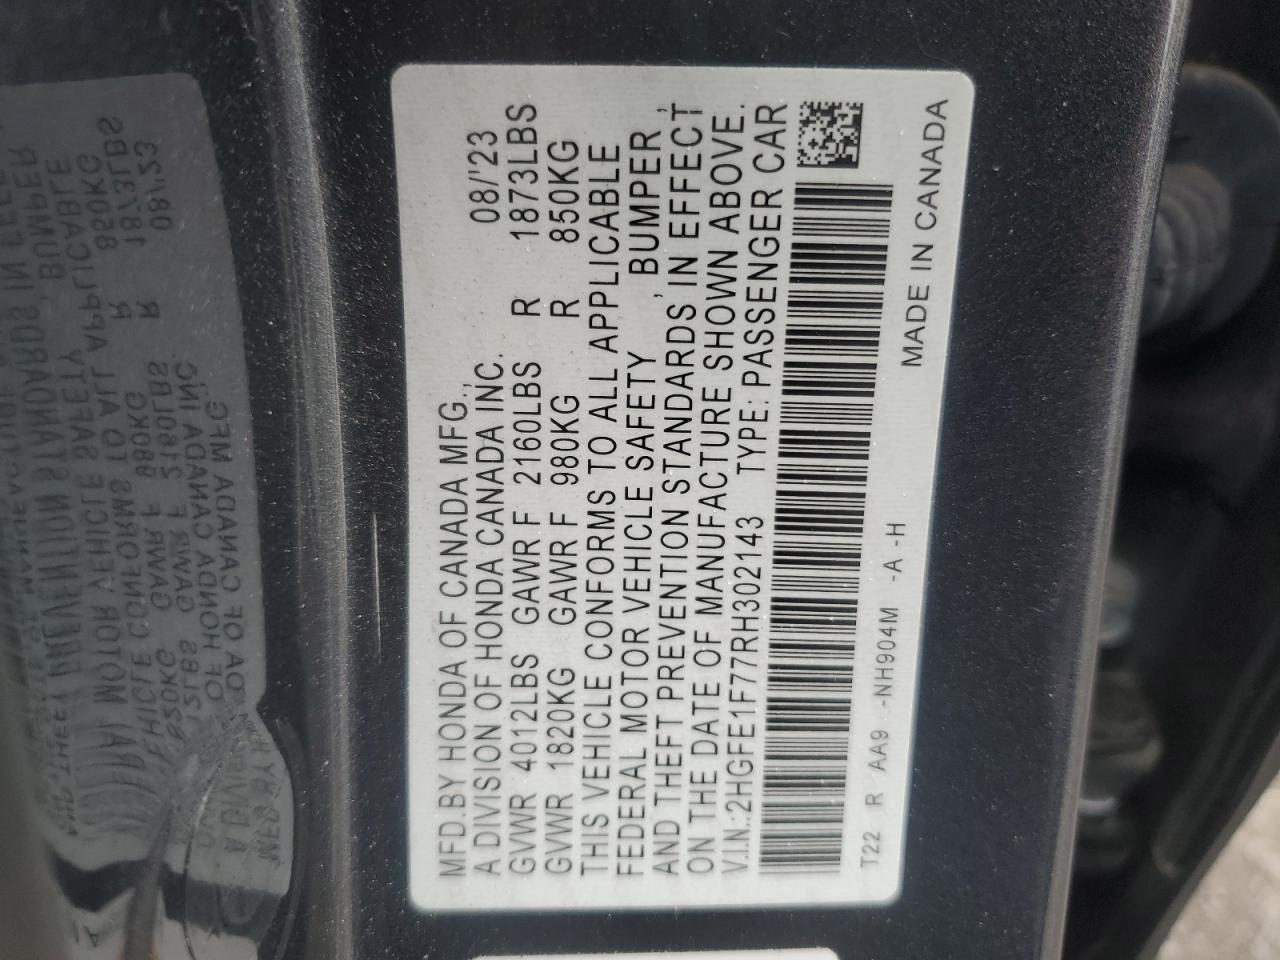 MFD.BY HONDA OF CANADA MFG.,
A DIVISION OF HONDA CANADA INC. 08/'23
GVWR 4012LBS GAWR F 2160LBS R 1873LBS
GVWR 1820KG GAWR F 980KG R 850KG
THIS VEHICLE CONFORMS TO ALL APPLICABLE
FEDERAL MOTOR VEHICLE SAFETY, BUMPER,
AND THEFT PREVENTION STANDARDS IN EFFECT
ON THE DATE OF MANUFACTURE SHOWN ABOVE.
V.I.N.:2HGFE1F77RH302143 TYPE: PASSENGER CAR
T22 R AA9 -NH904M -A -H
MADE IN CANADA